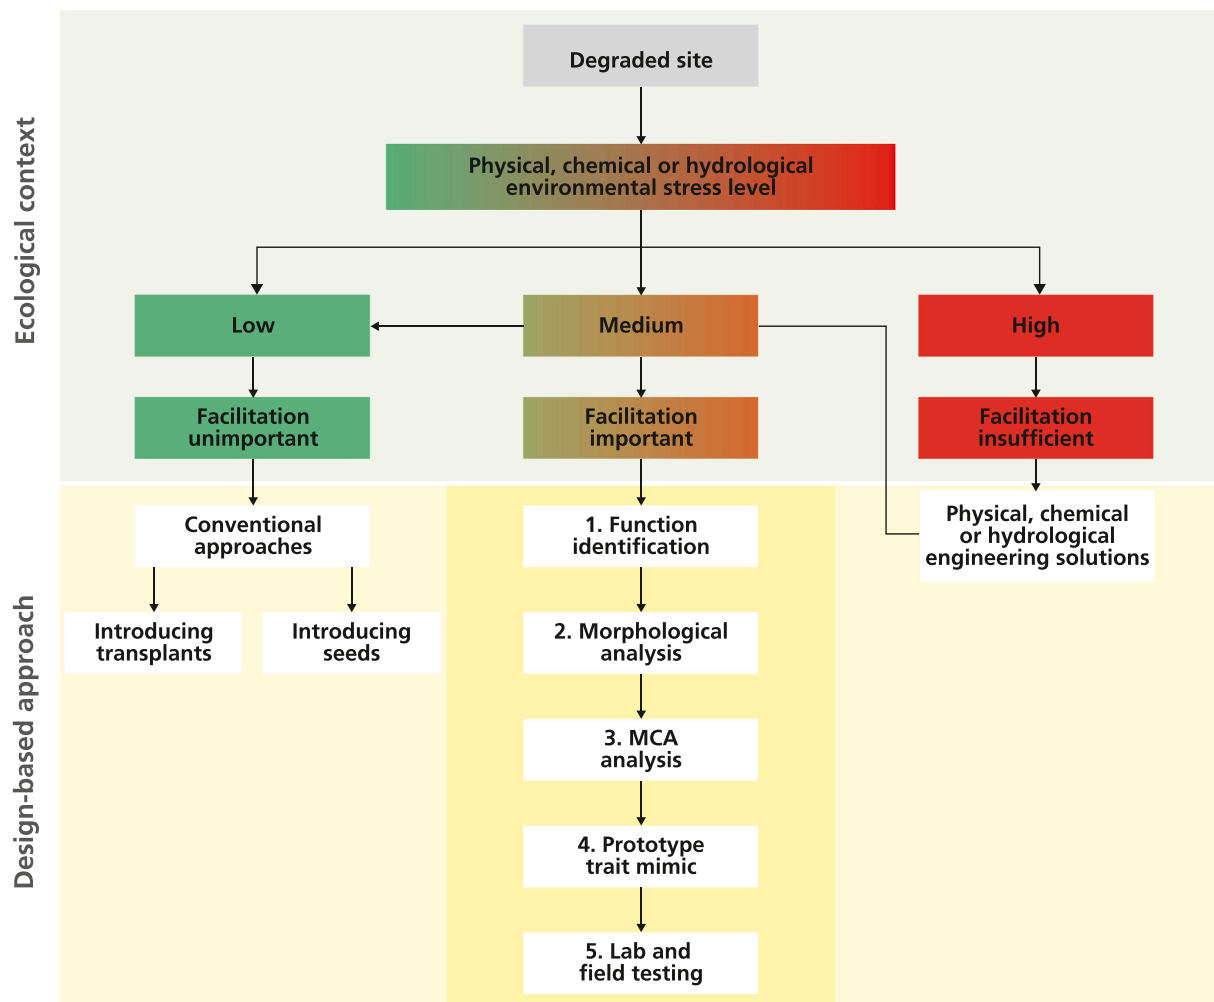 Ecological context
Degraded site
Physical, chemical or hydrological
environmental stress level
Low
Medium
High
Facilitation
unimportant
Facilitation
important
Facilitation
insufficient
Design-based approach
Conventional
approaches
Introducing
transplants
Introducing
seeds
1. Function
identification
2. Morphological
analysis
3. MCA
analysis
4. Prototype
trait mimic
5. Lab and
field testing
Physical, chemical
or hydrological
engineering solutions